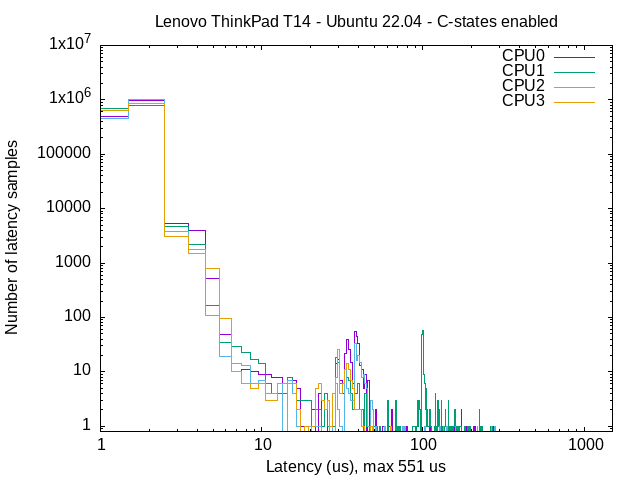 Lenovo ThinkPad T14 - Ubuntu 22.04 - C-states enabled
1x10^7
1x10^6
100000
10000
1000
100
10
1
Number of latency samples
CPU0
CPU1
CPU2
CPU3
1 10 100 1000
Latency (us), max 551 us